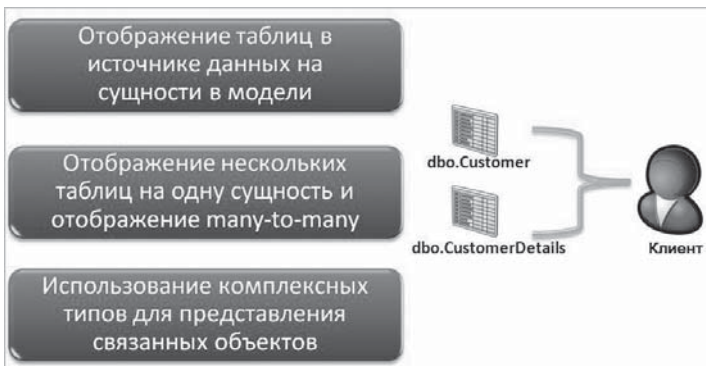 Отображение таблиц в
источнике данных на
сущности в модели
Отображение нескольких
таблиц на одну сущность и
отображение many-to-many
Использование комплексных
типов для представления
связанных объектов
dbo.Customer
dbo.CustomerDetails
Клиент